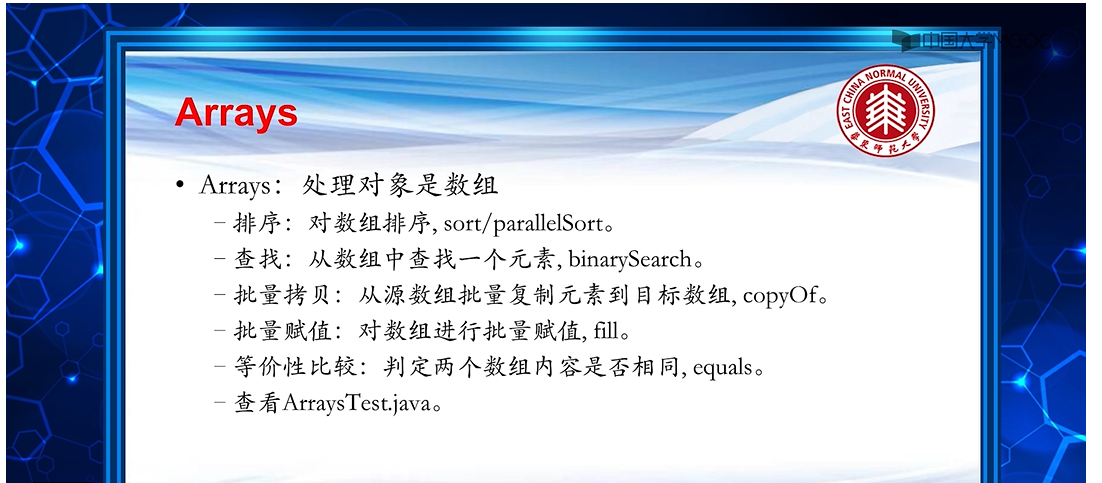 中国大学MOOC
Arrays
EAST CHINA NORMAL UNIVERSITY
華東師範大學
• Arrays：处理对象是数组
– 排序：对数组排序, sort/parallelSort。
– 查找：从数组中查找一个元素, binarySearch。
– 批量拷贝：从源数组批量复制元素到目标数组, copyOf。
– 批量赋值：对数组进行批量赋值, fill。
– 等价性比较：判定两个数组内容是否相同, equals。
– 查看ArraysTest.java。